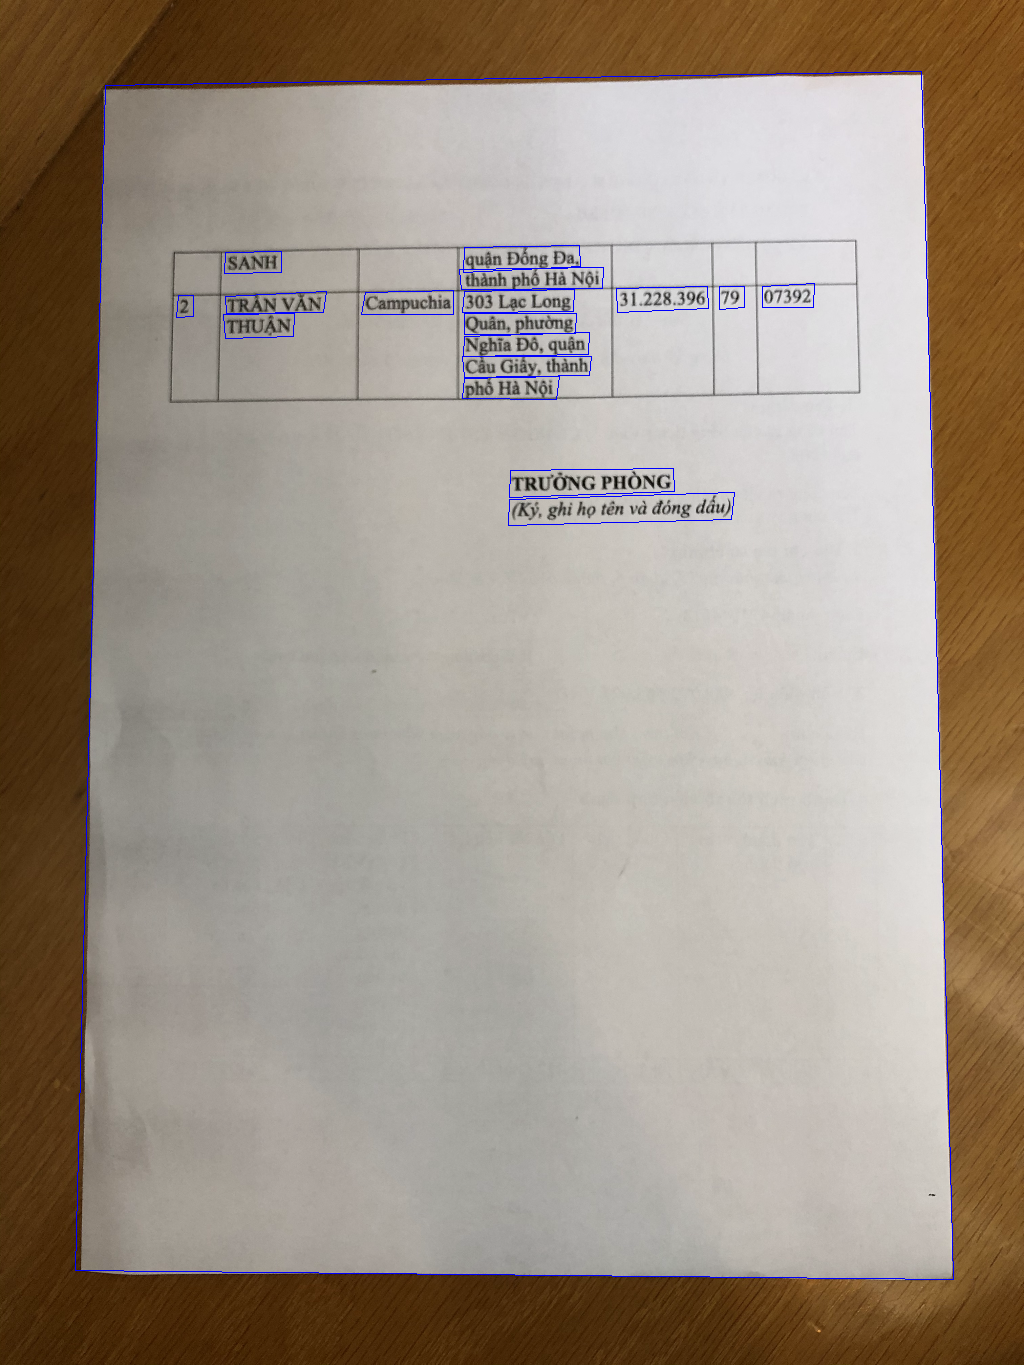 SANH quận Đống Đa,
thành phố Hà Nội
2 TRẦN VĂN Campuchia 303 Lạc Long 31.228.396 79 07392
THUẬN Quân, phường
Nghĩa Đô, quận
Cầu Giấy, thành
phố Hà Nội
TRƯỞNG PHÒNG
(Ký, ghi họ tên và đóng dấu)